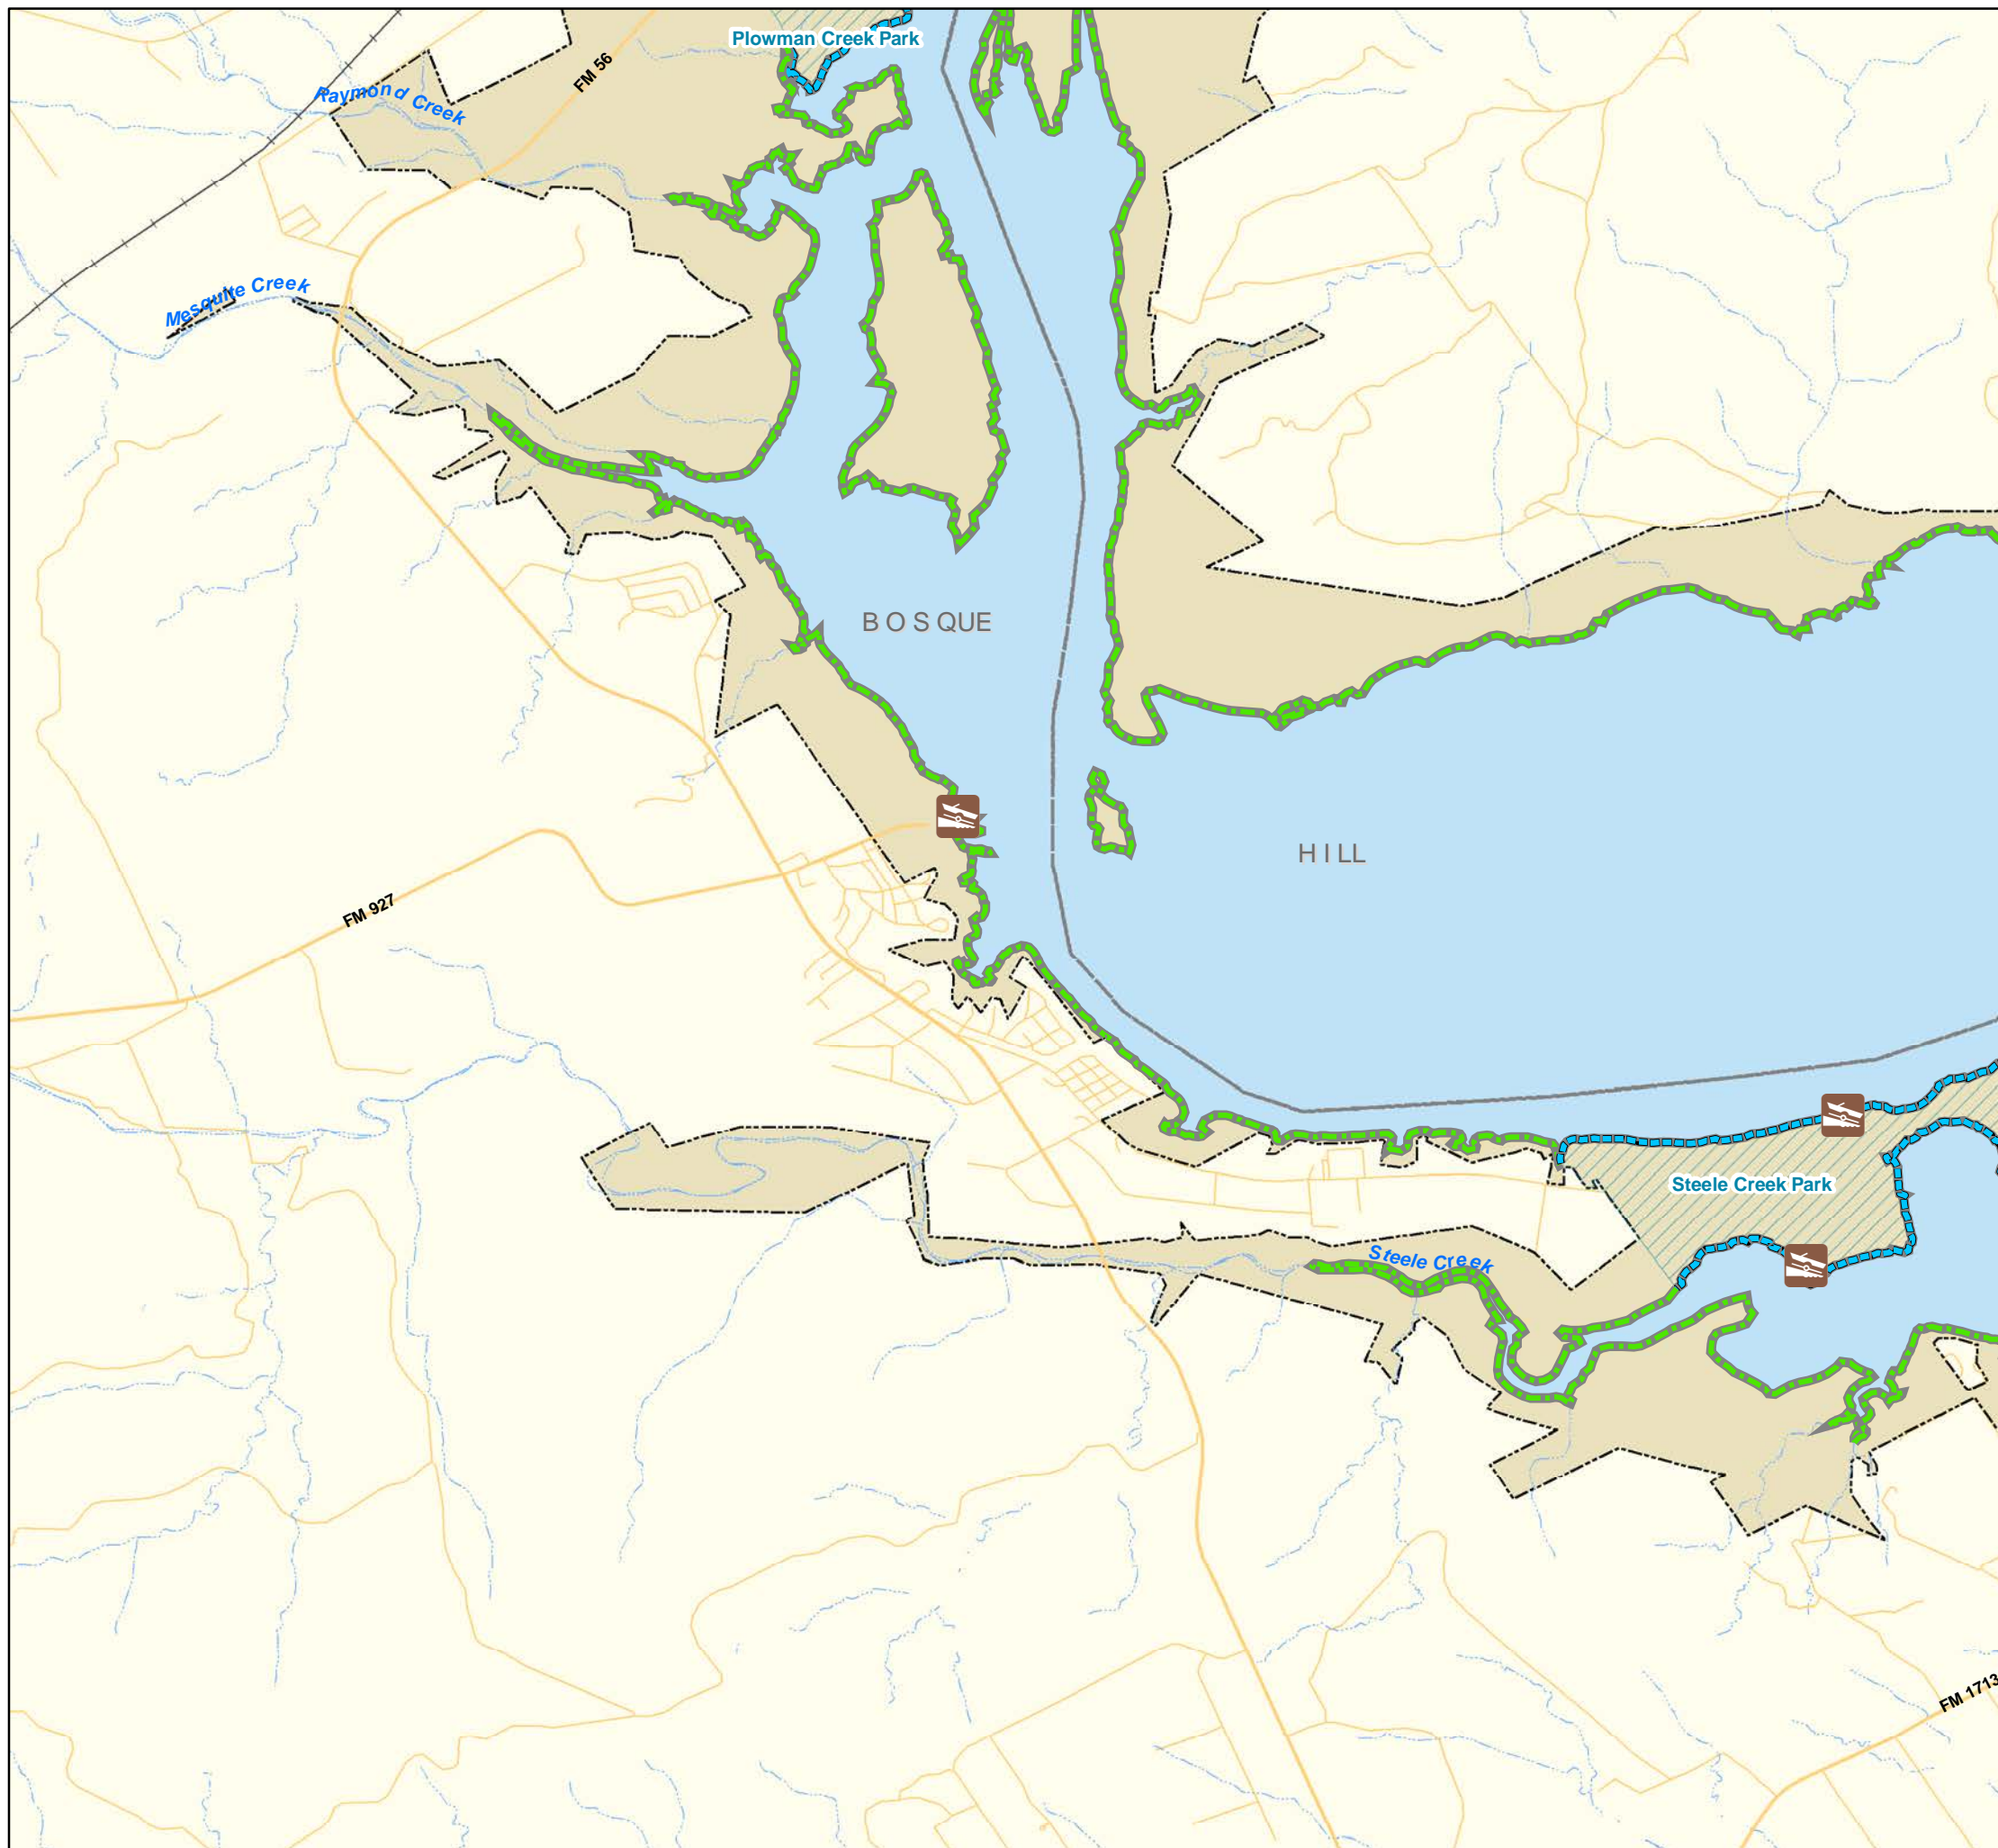 Plowman Creek Park
FM 56
Raymond Creek
Mesquite Creek
BOSQUE
HILL
FM 927
Steele Creek Park
Steele Creek
FM 1713